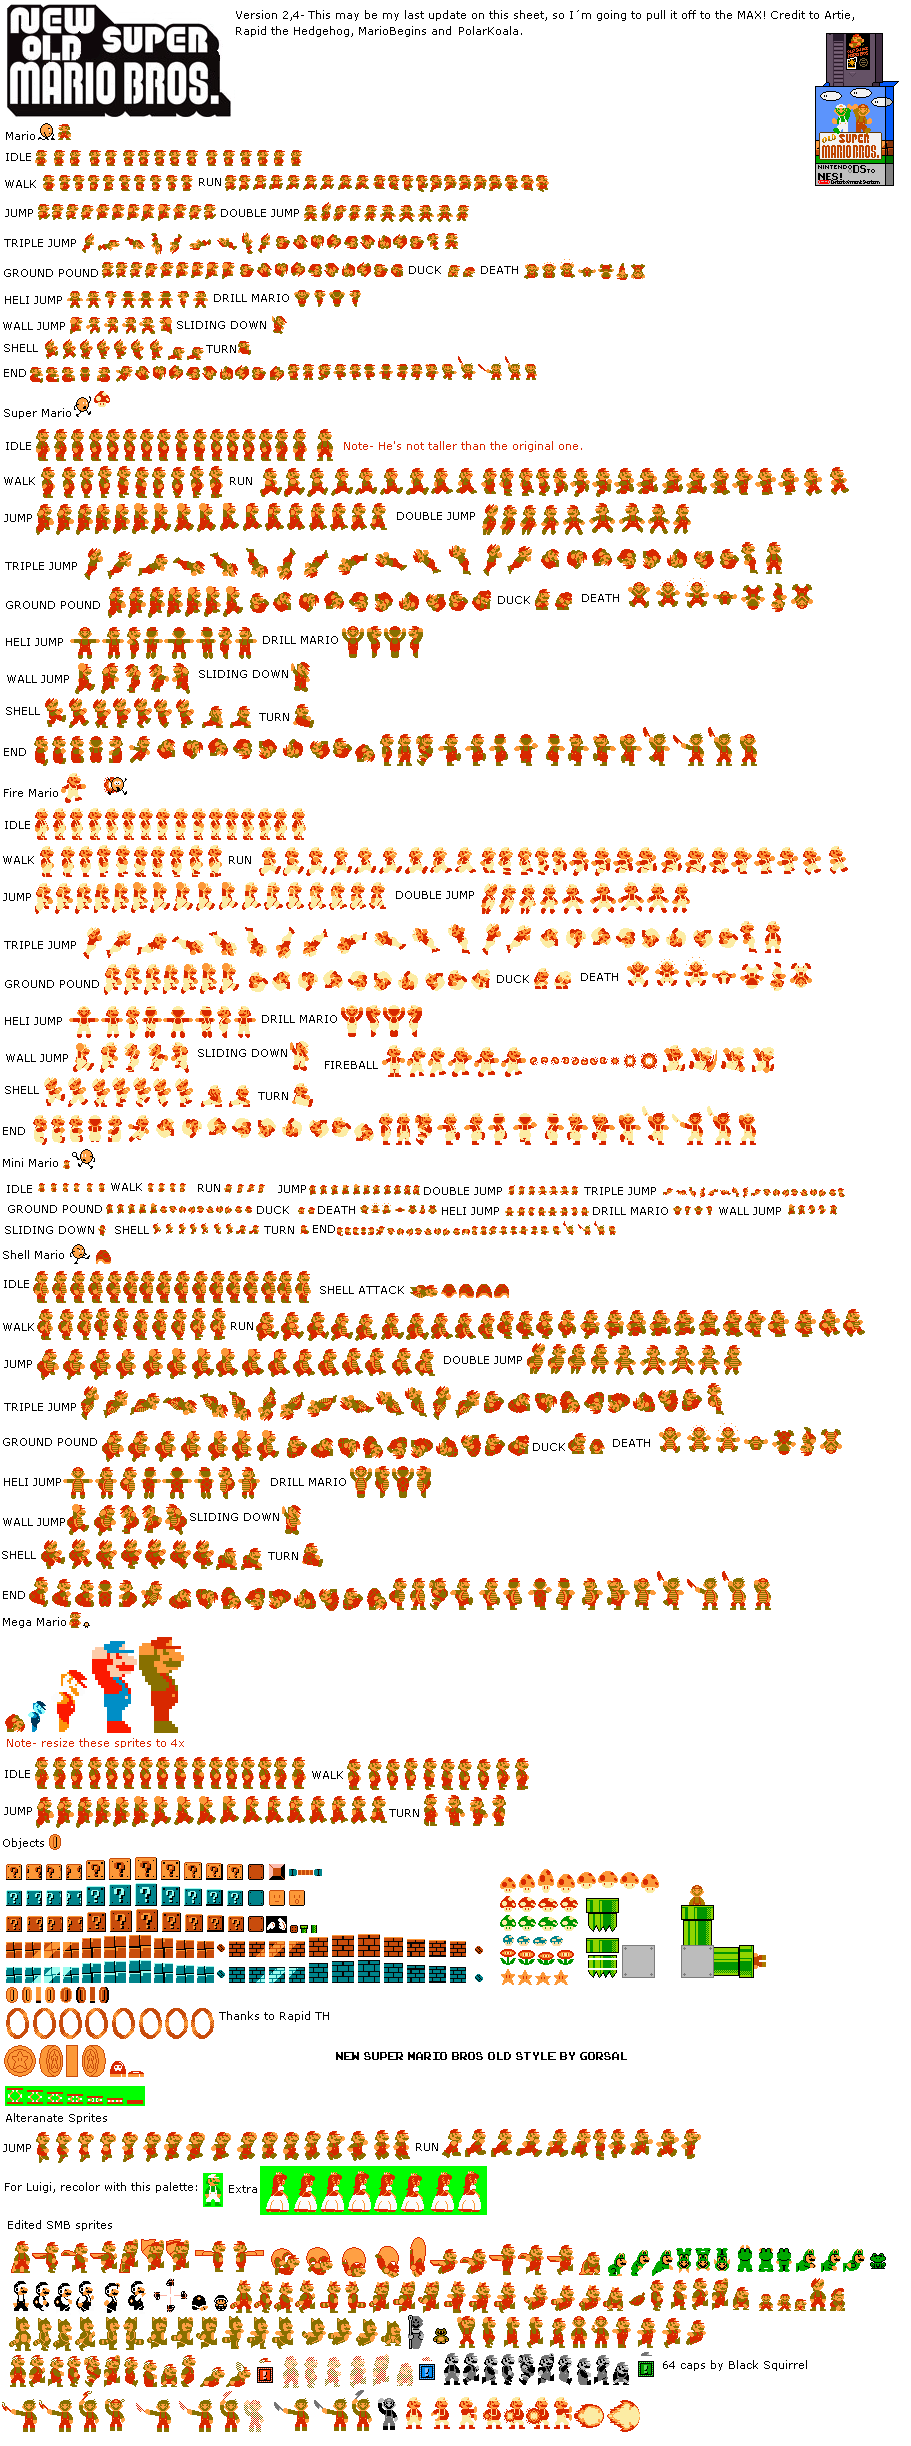 NEW
OLD SUPER
MARIO BROS.
Version 2,4- This may be my last update on this sheet, so I´m going to pull it off to the MAX! Credit to Artie,
Rapid the Hedgehog, MarioBegins and PolarKoala.
OLD SUPER
MARIO BROS.
NINTENDO DS TO
NES!
Entertainment System
Mario
IDLE
WALK RUN
JUMP DOUBLE JUMP
TRIPLE JUMP
GROUND POUND DUCK DEATH
HELI JUMP DRILL MARIO
WALL JUMP SLIDING DOWN
SHELL TURN
END
Super Mario
IDLE Note- He's not taller than the original one.
WALK RUN
JUMP DOUBLE JUMP
TRIPLE JUMP
GROUND POUND DUCK DEATH
HELI JUMP DRILL MARIO
WALL JUMP SLIDING DOWN
SHELL TURN
END
Fire Mario
IDLE
WALK RUN
JUMP DOUBLE JUMP
TRIPLE JUMP
GROUND POUND DUCK DEATH
HELI JUMP DRILL MARIO
WALL JUMP SLIDING DOWN FIREBALL
SHELL TURN
END
Mini Mario
IDLE WALK RUN JUMP DOUBLE JUMP TRIPLE JUMP
GROUND POUND DUCK DEATH HELI JUMP DRILL MARIO WALL JUMP
SLIDING DOWN SHELL TURN END
Shell Mario
IDLE SHELL ATTACK
WALK RUN
JUMP DOUBLE JUMP
TRIPLE JUMP
GROUND POUND DUCK DEATH
HELI JUMP DRILL MARIO
WALL JUMP SLIDING DOWN
SHELL TURN
END
Mega Mario
Note- resize these sprites to 4x
IDLE WALK
JUMP TURN
Objects
Thanks to Rapid TH
NEW SUPER MARIO BROS OLD STYLE BY GORSAL
Alteranate Sprites
JUMP RUN
For Luigi, recolor with this palette: Extra
Edited SMB sprites
64 caps by Black Squirrel